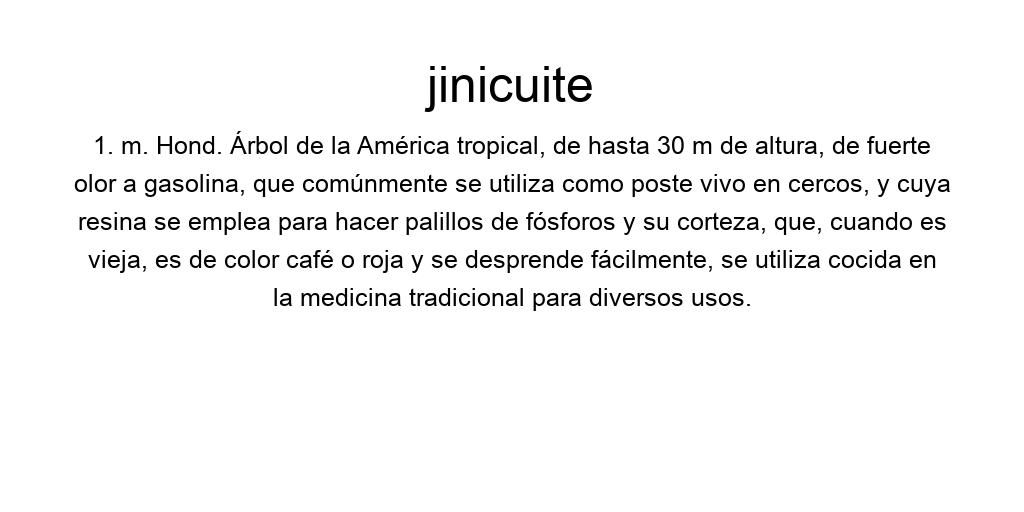 jinicuite
1. m. Hond. Árbol de la América tropical, de hasta 30 m de altura, de fuerte
olor a gasolina, que comúnmente se utiliza como poste vivo en cercos, y cuya
resina se emplea para hacer palillos de fósforos y su corteza, que, cuando es
vieja, es de color café o roja y se desprende fácilmente, se utiliza cocida en
la medicina tradicional para diversos usos.